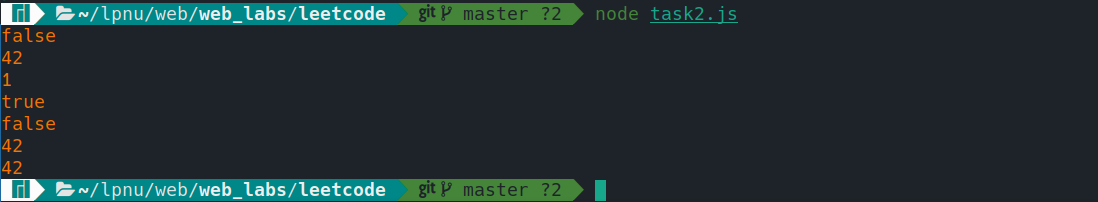 ~/lpnu/web/web_labs/leetcode git master ?2 node task2.js
false
42
1
true
false
42
42
~/lpnu/web/web_labs/leetcode git master ?2